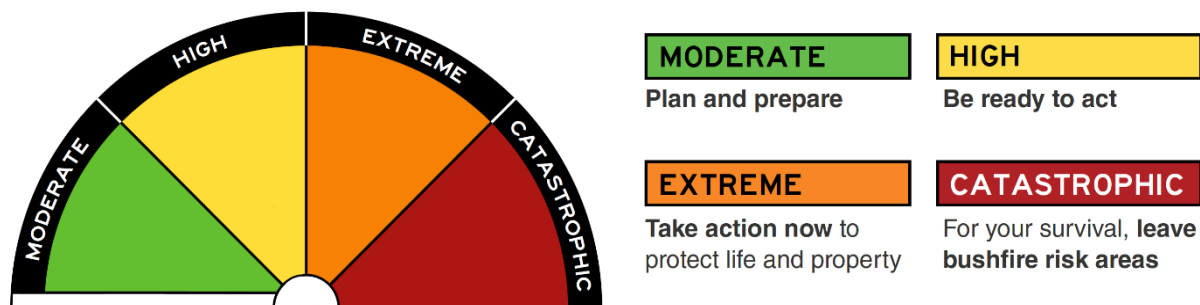 MODERATE
HIGH
EXTREME
CATASTROPHIC
MODERATE
Plan and prepare
HIGH
Be ready to act
EXTREME
Take action now to
protect life and property
CATASTROPHIC
For your survival, leave
bushfire risk areas